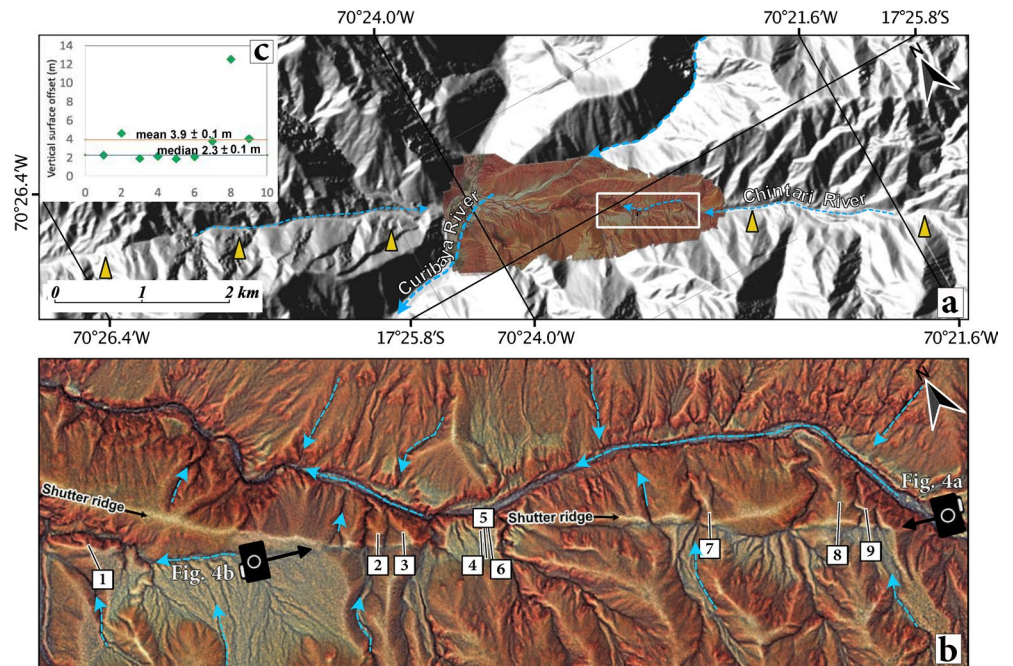 70°24.0′W
70°21.6′W
17°25.8′S
14
12
10
8
6
4
2
0
Vertical surface offset (m)
c
mean 3.9 ± 0.1 m
median 2.3 ± 0.1 m
0
2
4
6
8
10
N
70°26.4′W
Curibaya River
Chintari River
0
1
2 km
a
70°26.4′W
17°25.8′S
70°24.0′W
70°21.6′W
N
Shutter ridge
Fig. 4a
5
Shutter ridge
1
Fig. 4b
2
3
4
6
7
8
9
b